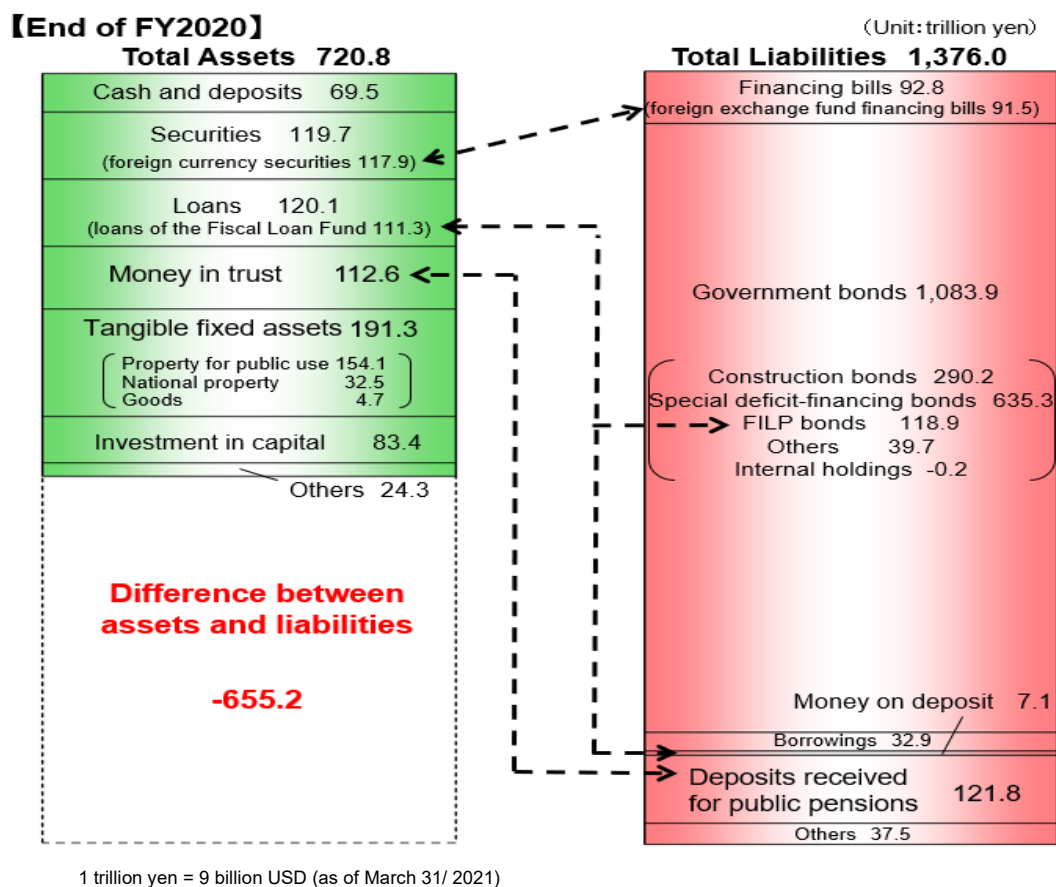 【End of FY2020】
（Unit：trillion yen）
Total Assets 720.8
Cash and deposits 69.5
Securities 119.7
(foreign currency securities 117.9)
Loans 120.1
(loans of the Fiscal Loan Fund 111.3)
Money in trust 112.6
Tangible fixed assets 191.3
Property for public use 154.1
National property 32.5
Goods 4.7
Investment in capital 83.4
Others 24.3
Difference between
assets and liabilities
-655.2
Total Liabilities 1,376.0
Financing bills 92.8
(foreign exchange fund financing bills 91.5)
Government bonds 1,083.9
Construction bonds 290.2
Special deficit-financing bonds 635.3
FILP bonds 118.9
Others 39.7
Internal holdings -0.2
Money on deposit 7.1
Borrowings 32.9
Deposits received
for public pensions 121.8
Others 37.5
1 trillion yen = 9 billion USD (as of March 31/ 2021)